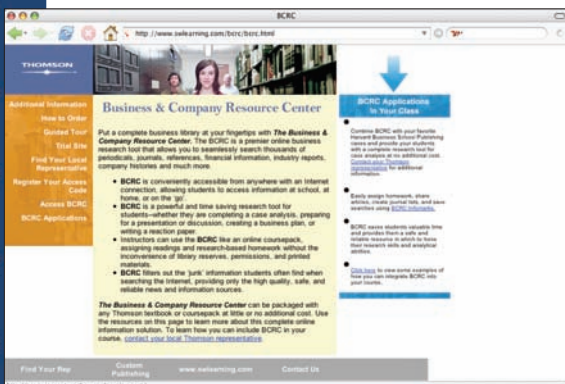 BCRC
http://www.swlearning.com/bcrc/bcrc.html
THOMSON
Additional Information
How to Order
Guided Tour
Trial Site
Find Your Local
Representative
Register Your Access
Code
Access BCRC
BCRC Applications
Business & Company Resource Center
Put a complete business library at your fingertips with The Business &
Company Resource Center. The BCRC is a premier online business
research tool that allows you to seamlessly search thousands of
periodicals, journals, references, financial information, industry reports,
company histories and much more.
• BCRC is conveniently accessible from anywhere with an Internet
connection, allowing students to access information at school, at
home, or on the 'go'.
• BCRC is a powerful and time saving research tool for
students–whether they are completing a case analysis, preparing
for a presentation or discussion, creating a business plan, or
writing a reaction paper.
• Instructors can use the BCRC like an online coursepack,
assigning readings and research-based homework without the
inconvenience of library reserves, permissions, and printed
materials.
• BCRC filters out the 'junk' information students often find when
searching the Internet, providing only the high quality, safe, and
reliable news and information sources.
The Business & Company Resource Center can be packaged with
any Thomson textbook or coursepack at little or no additional cost. Use
the resources on this page to learn more about this complete online
information solution. To learn how you can include BCRC in your
course, contact your local Thomson representative.
BCRC Applications
In Your Class
Combine BCRC with your favorite
Harvard Business School Publishing
cases and provide your students
with a complete research tool for
case analysis at no additional cost.
Contact your Thomson
representative for additional
information.
Easily assign homework, share
articles, create journal lists, and save
searches using BCRC Infomarks.
BCRC saves students valuable time
and provides them a safe and
reliable resource in which to hone
their research skills and analytical
abilities.
Click here to view some examples of
how you can integrate BCRC into
your course.
Find Your Rep
Custom
Publishing
www.swlearning.com
Contact Us